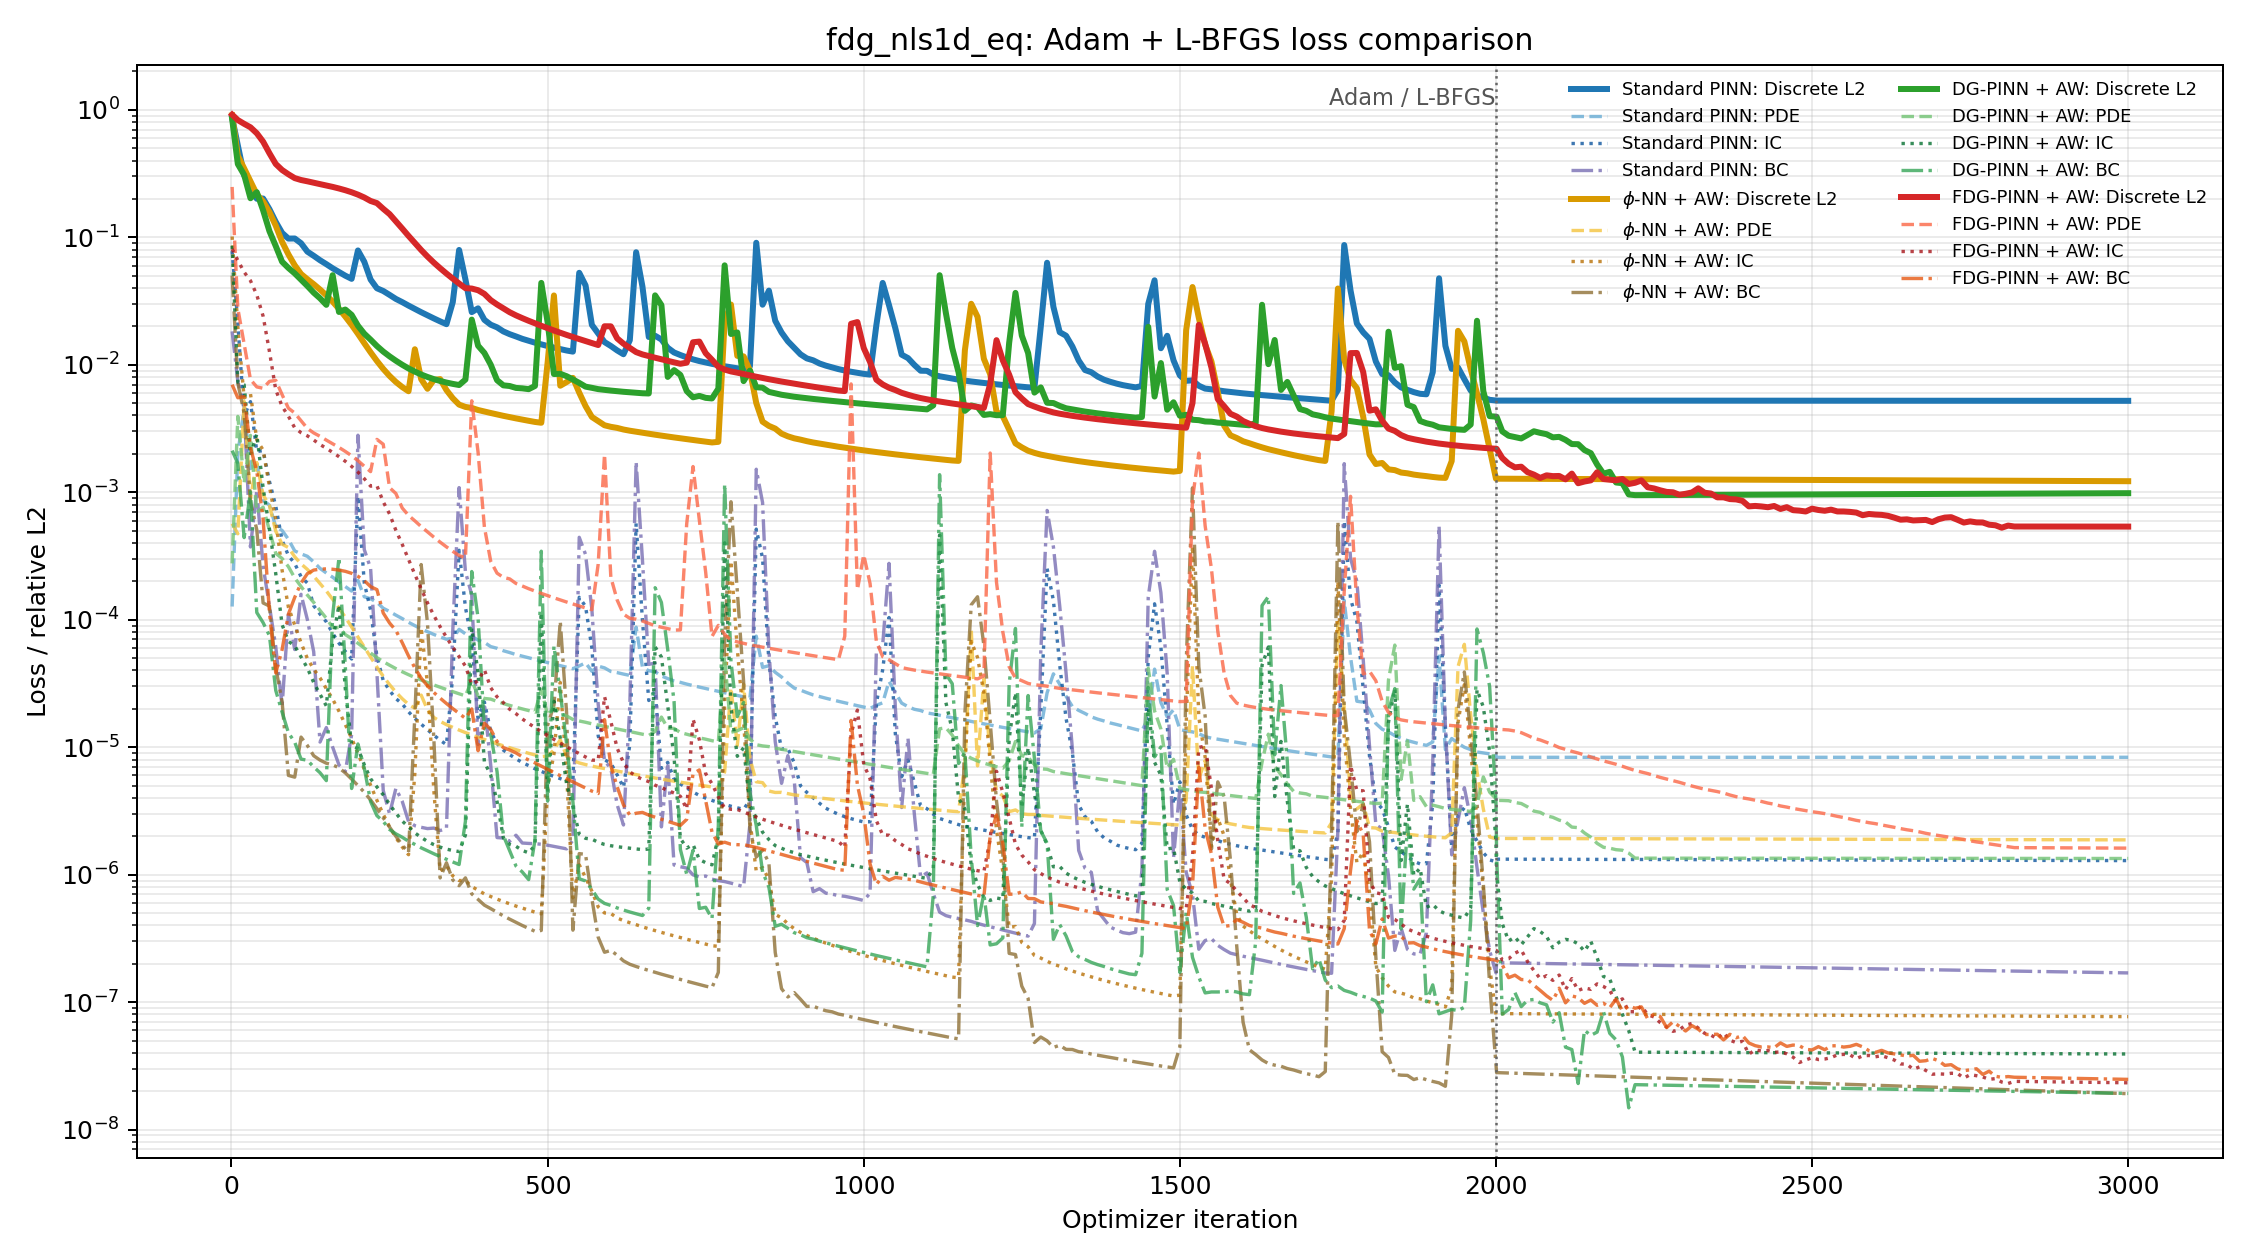 fdg_nls1d_eq: Adam + L-BFGS loss comparison
Adam / L-BFGS
Standard PINN: Discrete L2
Standard PINN: PDE
Standard PINN: IC
Standard PINN: BC
ϕ-NN + AW: Discrete L2
ϕ-NN + AW: PDE
ϕ-NN + AW: IC
ϕ-NN + AW: BC
DG-PINN + AW: Discrete L2
DG-PINN + AW: PDE
DG-PINN + AW: IC
DG-PINN + AW: BC
FDG-PINN + AW: Discrete L2
FDG-PINN + AW: PDE
FDG-PINN + AW: IC
FDG-PINN + AW: BC
Loss / relative L2
10⁰
10⁻¹
10⁻²
10⁻³
10⁻⁴
10⁻⁵
10⁻⁶
10⁻⁷
10⁻⁸
0 500 1000 1500 2000 2500 3000
Optimizer iteration